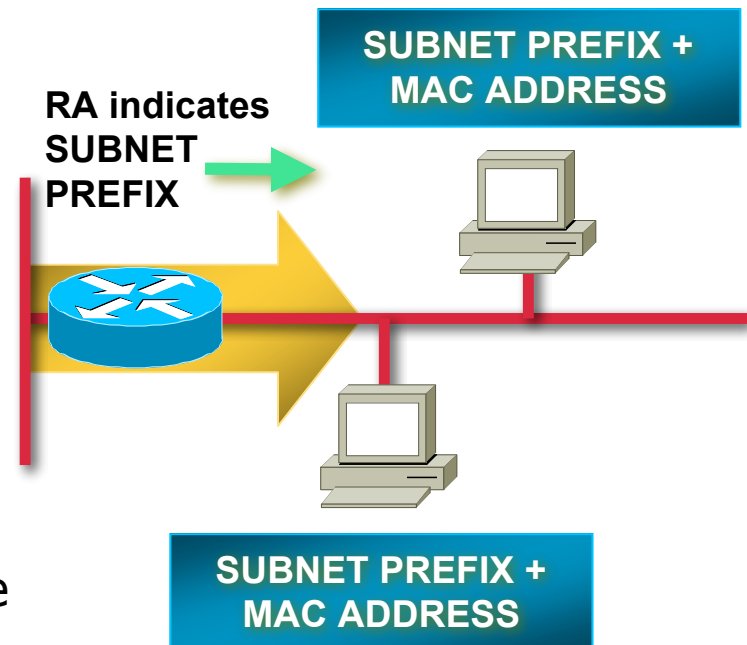 SUBNET PREFIX +
MAC ADDRESS
RA indicates
SUBNET
PREFIX
e
SUBNET PREFIX +
MAC ADDRESS